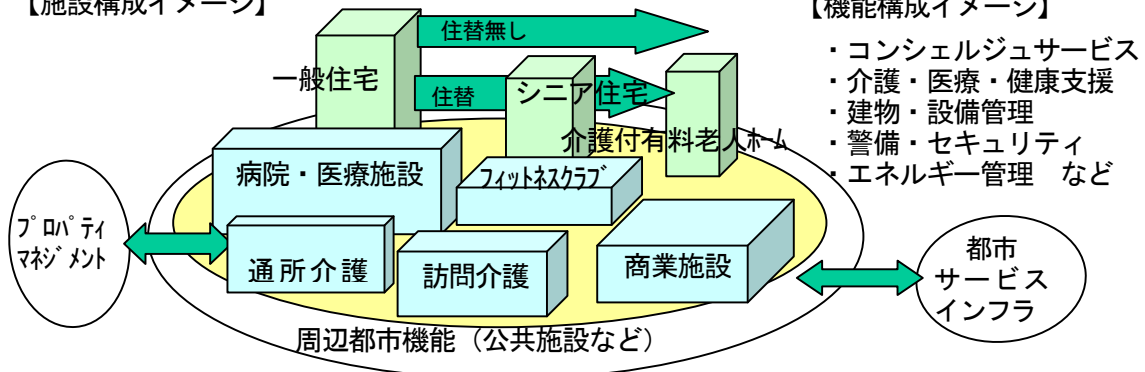 【施設構成イメージ】
【機能構成イメージ】
住替無し
・コンシェルジュサービス
一般住宅
・介護・医療・健康支援
住替
シニア住宅
・建物・設備管理
介護付有料老人ホーム
・警備・セキュリティ
病院・医療施設
フィットネスクラブ
・エネルギー管理 など
プロパティ
マネジメント
通所介護
訪問介護
商業施設
都市
サービス
インフラ
周辺都市機能（公共施設など）